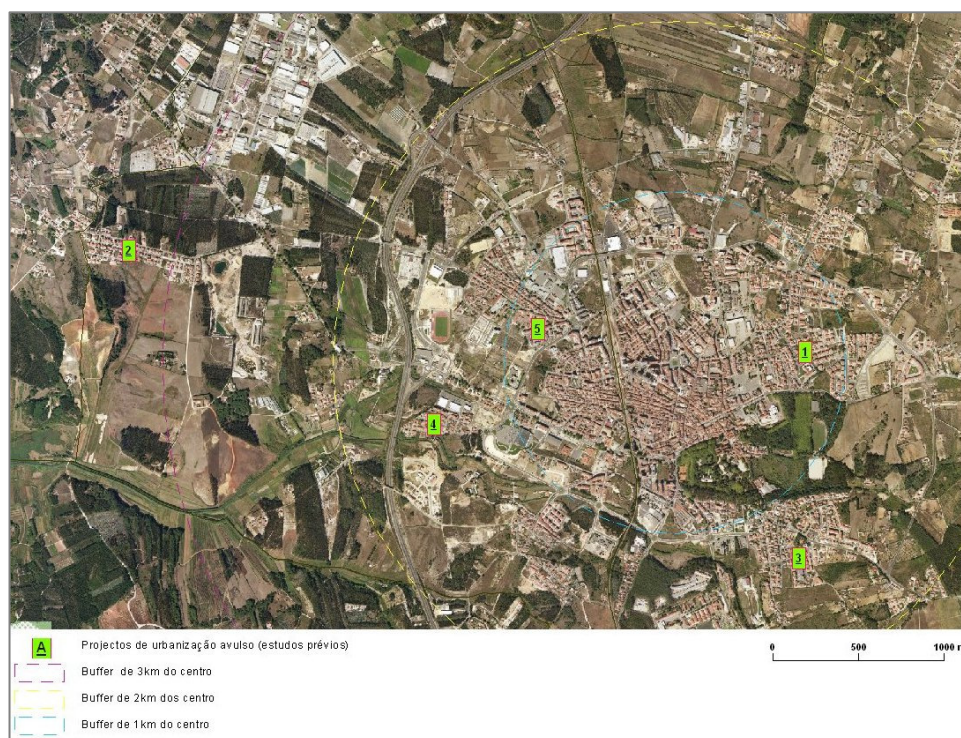 2
5
1
4
3
A Projectos de urbanização avulso (estudos prévios)
Buffer de 3km do centro
Buffer de 2km dos centro
Buffer de 1km do centro
0 500 1000 m